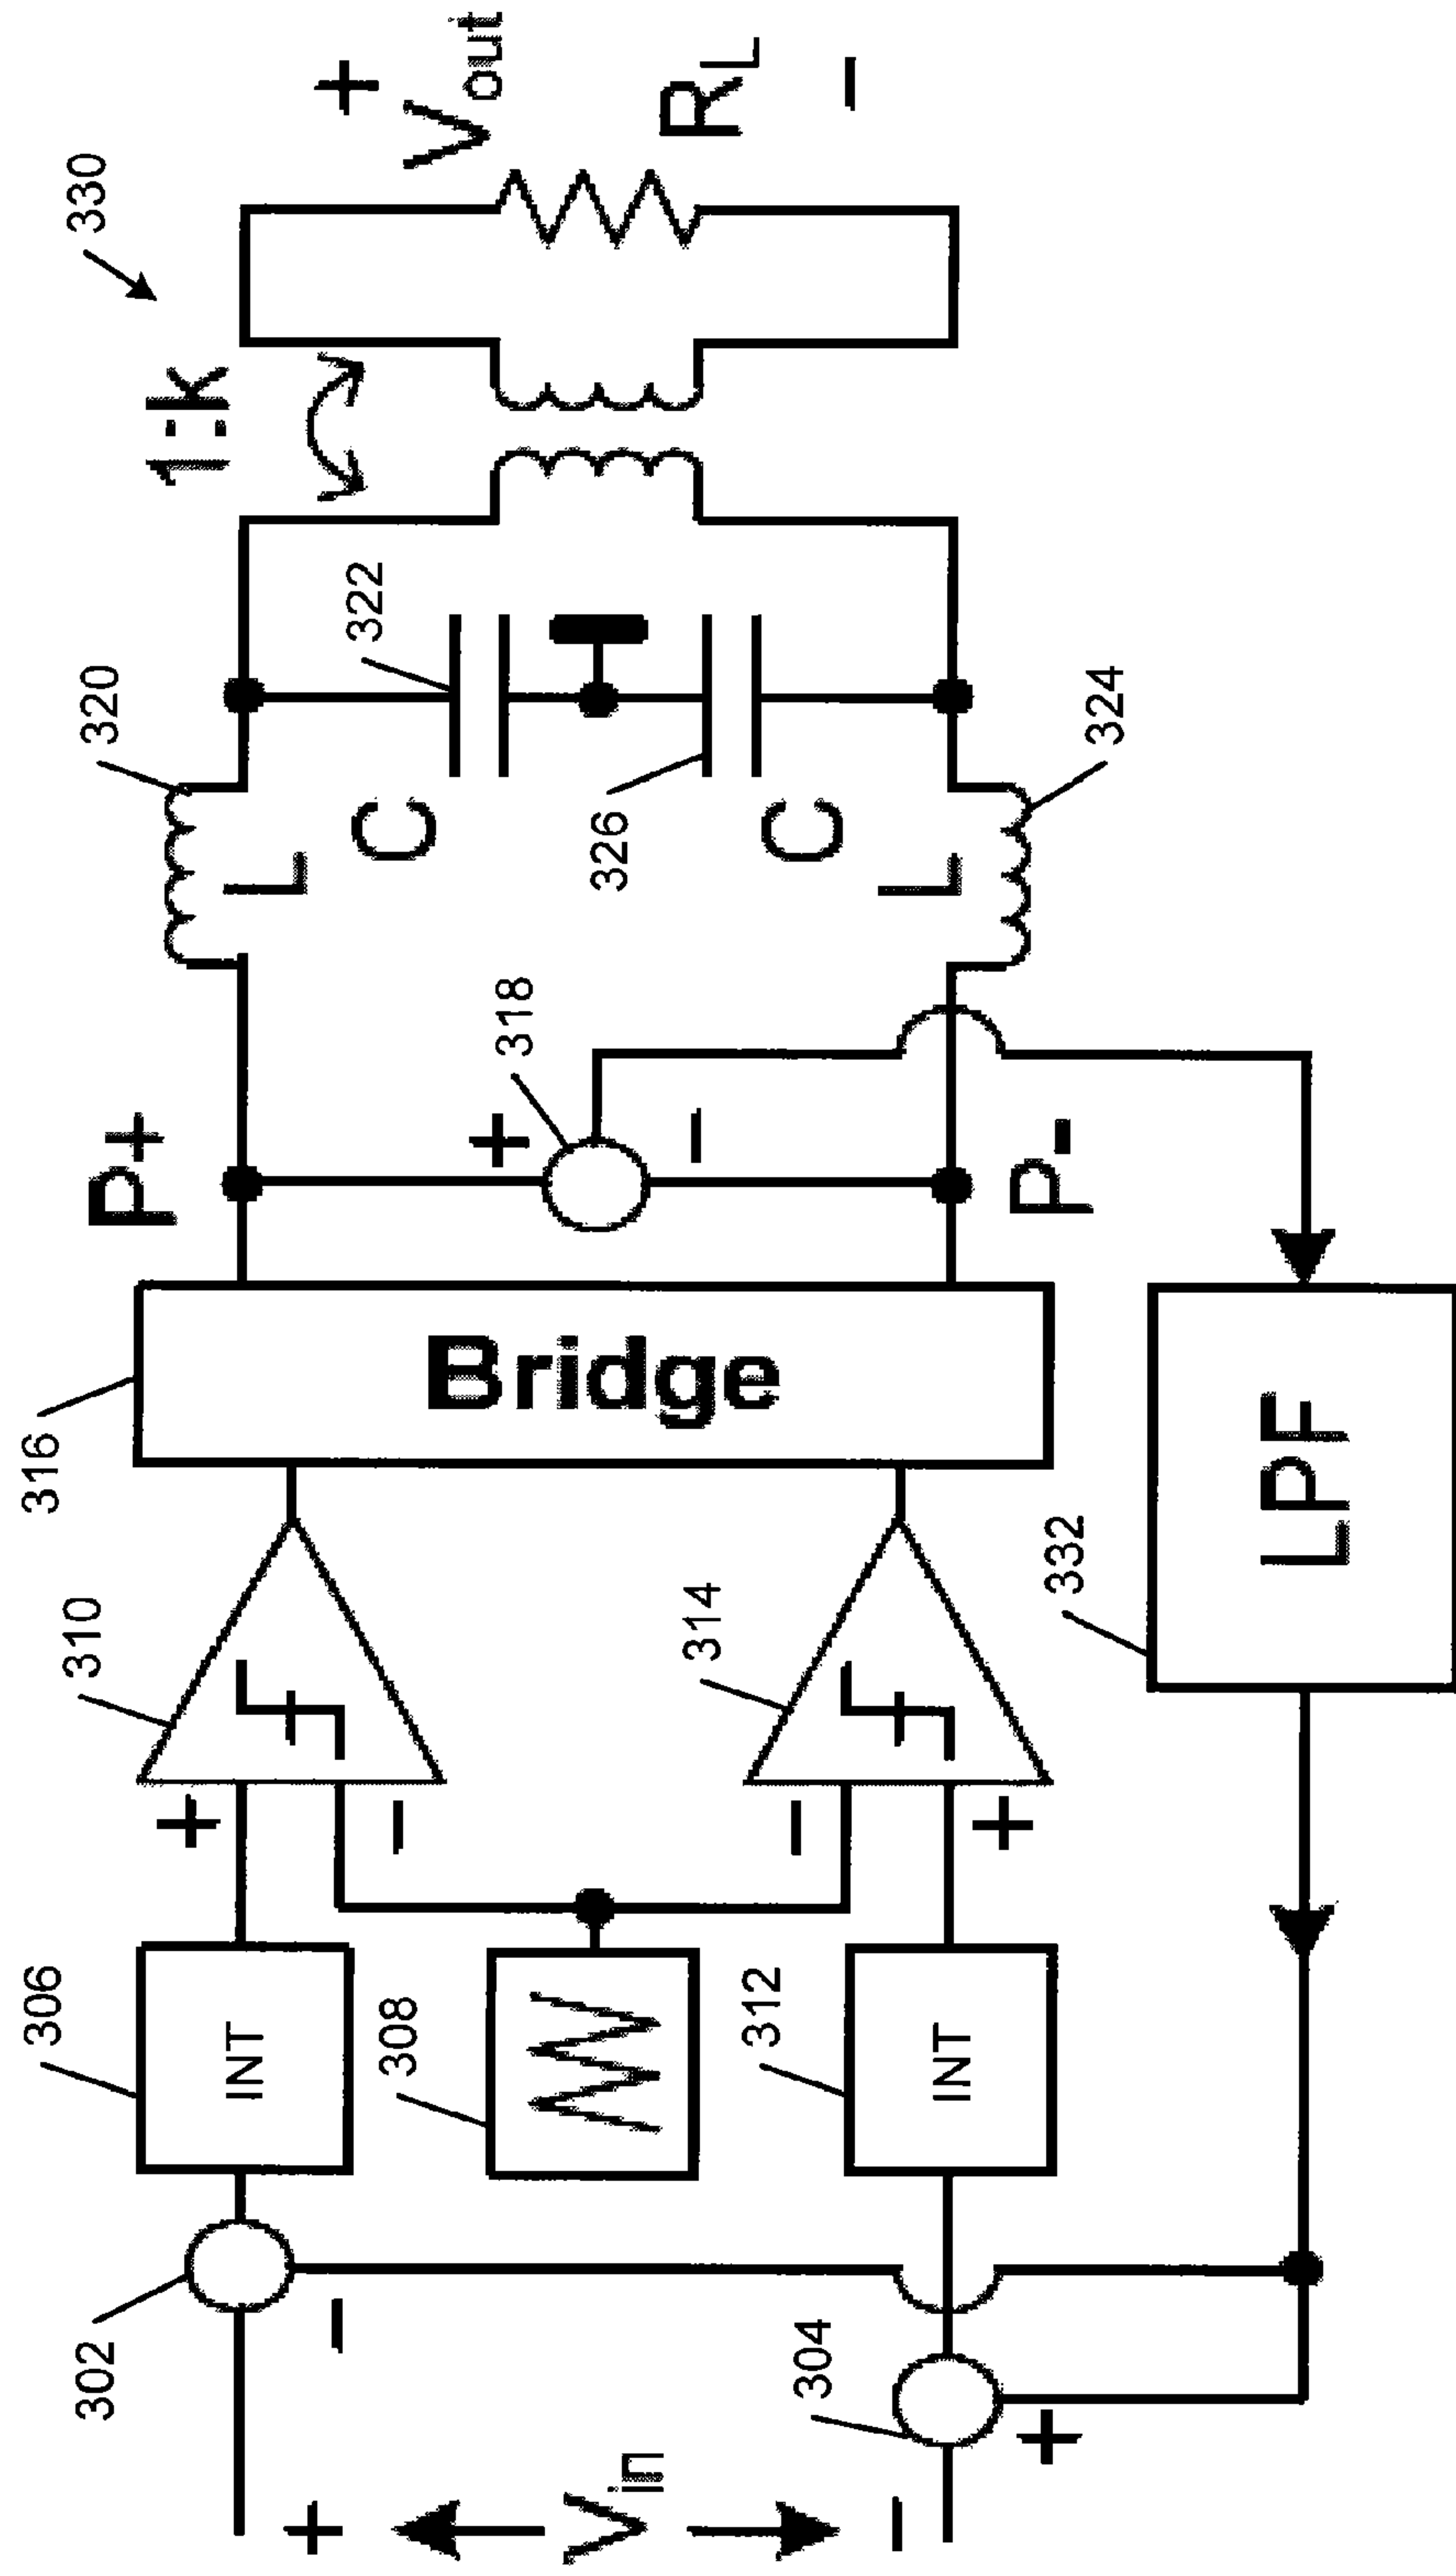 330
1:k
+
Vout
RL
−
320
322
L
C
326
C
L
324
P+
318
+
−
P-
316
Bridge
310
+
−
314
−
+
332
LPF
306
INT
308
312
INT
302
−
304
+
+
Vin
−